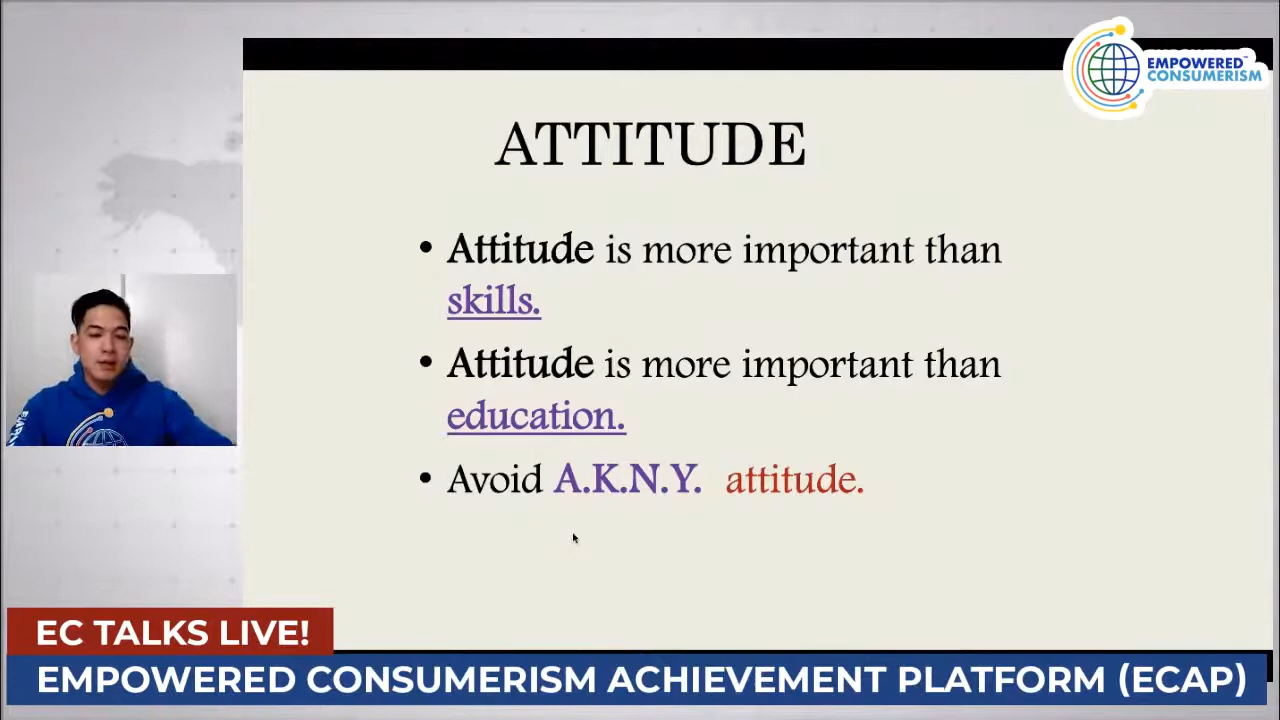 EMPOWERED™
CONSUMERISM
ATTITUDE
• Attitude is more important than
skills.
• Attitude is more important than
education.
• Avoid A.K.N.Y. attitude.
EC TALKS LIVE!
EMPOWERED CONSUMERISM ACHIEVEMENT PLATFORM (ECAP)